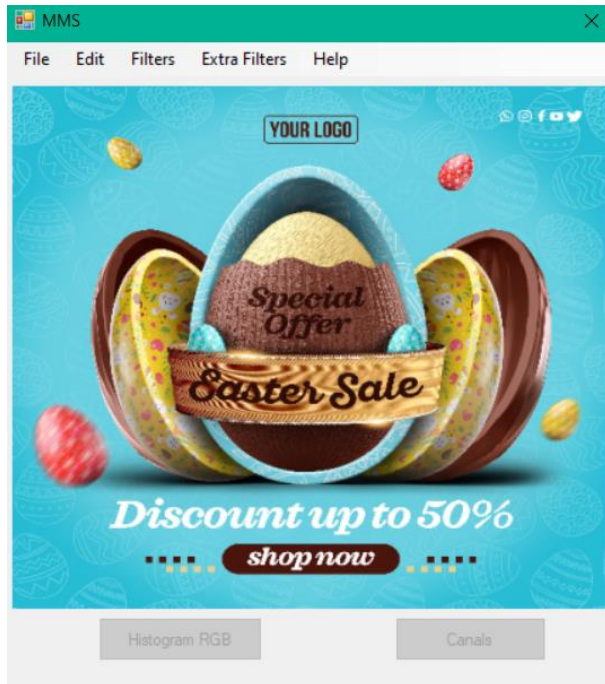 MMS
File Edit Filters Extra Filters Help
YOUR LOGO
Special
Offer
Easter Sale
Discount up to 50%
shop now
Histogram RGB Canals